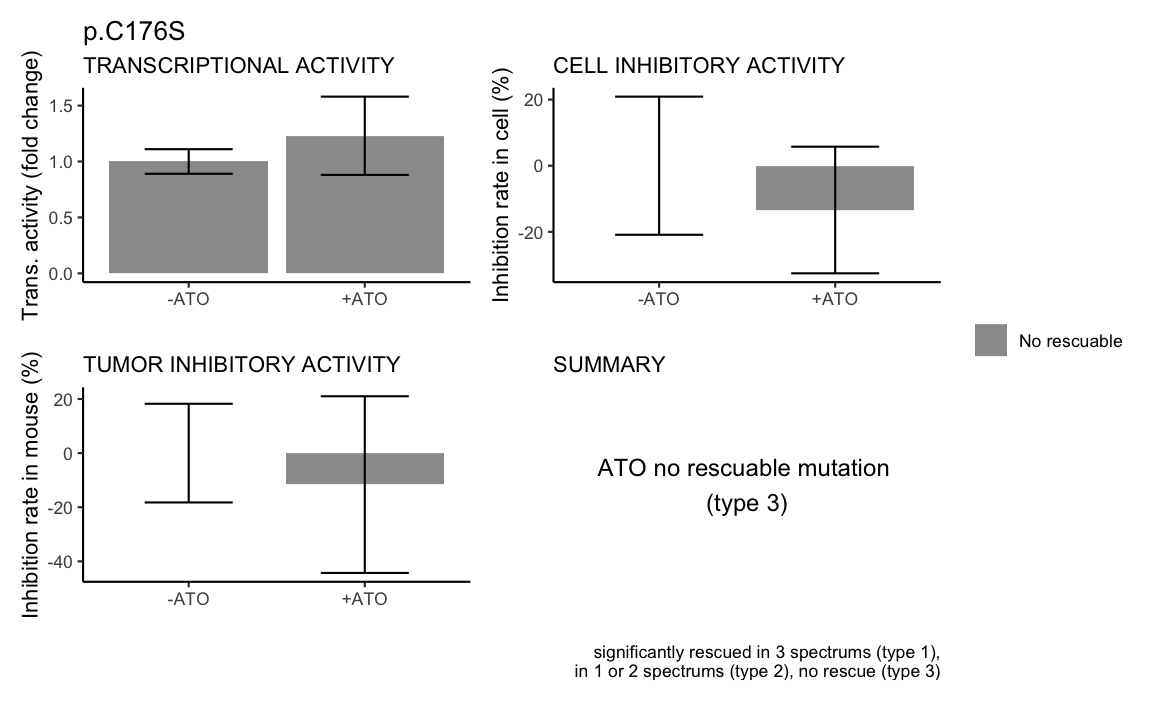 p.C176S
TRANSCRIPTIONAL ACTIVITY
Trans. activity (fold change)
1.5
1.0
0.5
0.0
-ATO
+ATO
CELL INHIBITORY ACTIVITY
Inhibition rate in cell (%)
20
0
-20
-ATO
+ATO
No rescuable
TUMOR INHIBITORY ACTIVITY
Inhibition rate in mouse (%)
20
0
-20
-40
-ATO
+ATO
SUMMARY
ATO no rescuable mutation
(type 3)
significantly rescued in 3 spectrums (type 1),
in 1 or 2 spectrums (type 2), no rescue (type 3)